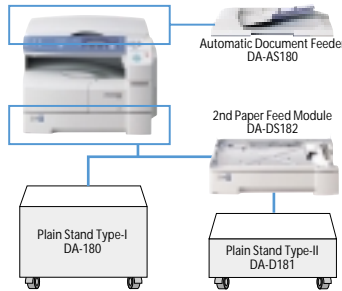 Automatic Document Feeder
DA-AS180
2nd Paper Feed Module
DA-DS182
Plain Stand Type-I
DA-180
Plain Stand Type-II
DA-D181